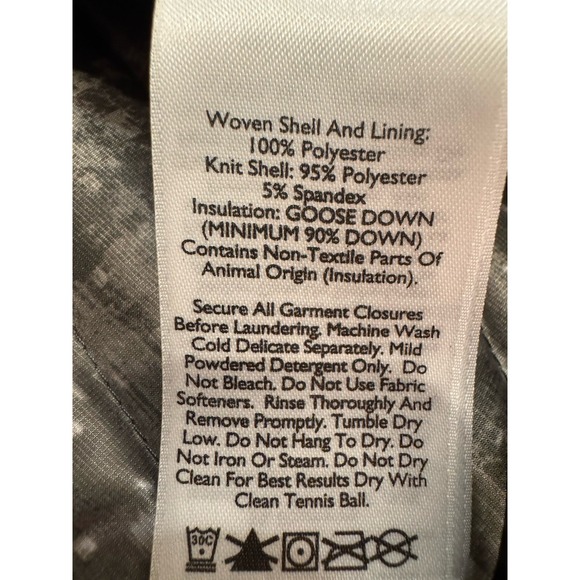 Woven Shell And Lining:
100% Polyester
Knit Shell: 95% Polyester
5% Spandex
Insulation: GOOSE DOWN
(MINIMUM 90% DOWN)
Contains Non-Textile Parts Of
Animal Origin (Insulation).
Secure All Garment Closures
Before Laundering. Machine Wash
Cold Delicate Separately. Mild
Powdered Detergent Only. Do
Not Bleach. Do Not Use Fabric
Softeners. Rinse Thoroughly And
Remove Promptly. Tumble Dry
Low. Do Not Hang To Dry. Do
Not Iron Or Steam. Do Not Dry
Clean For Best Results Dry With
Clean Tennis Ball.
30C